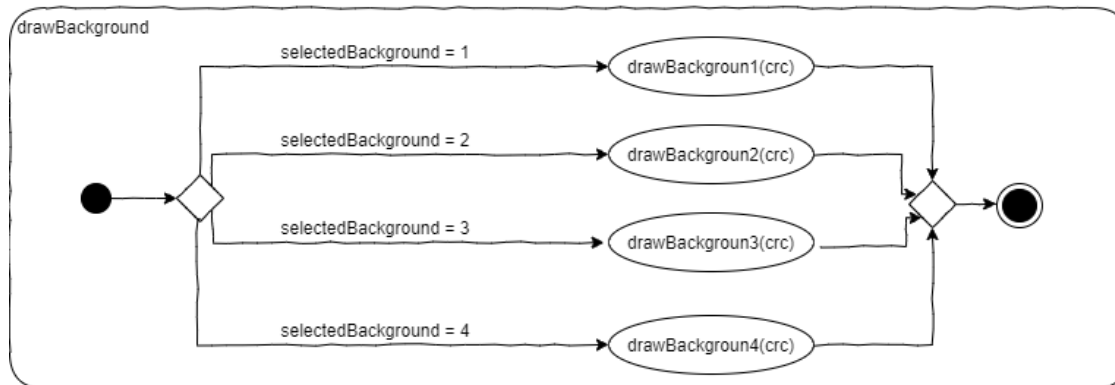 drawBackground
selectedBackground = 1
drawBackgroun1(crc)
selectedBackground = 2
drawBackgroun2(crc)
selectedBackground = 3
drawBackgroun3(crc)
selectedBackground = 4
drawBackgroun4(crc)